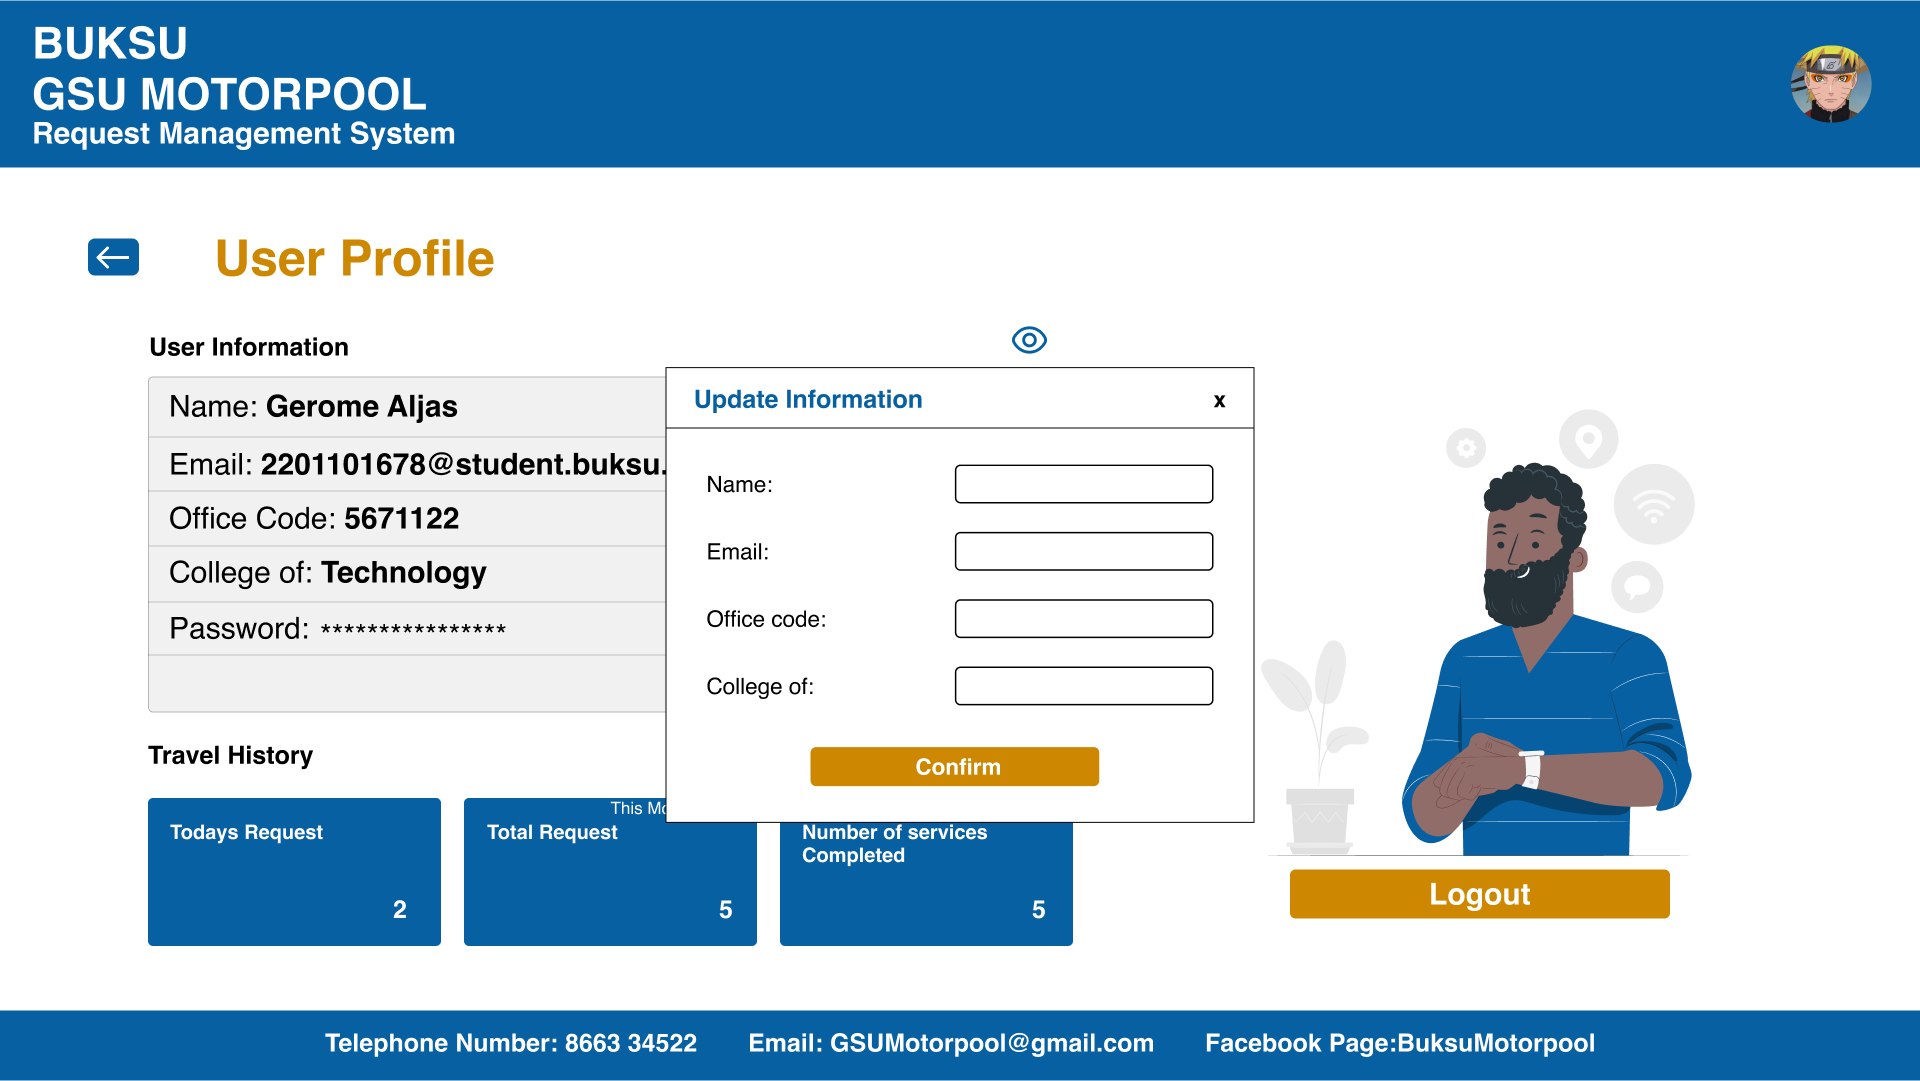 BUKSU
GSU MOTORPOOL
Request Management System
User Profile
User Information
Name: Gerome Aljas
Email: 2201101678@student.buksu.
Office Code: 5671122
College of: Technology
Password: ****************
Update Information
x
Name:
Email:
Office code:
College of:
Confirm
Travel History
Todays Request
2
This
Total Request
5
Number of services
Completed
5
Logout
Telephone Number: 8663 34522 Email: GSUMotorpool@gmail.com Facebook Page:BuksuMotorpool